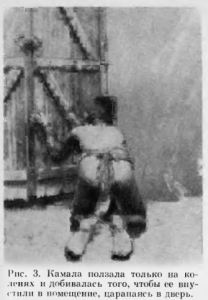 Рис. 3. Камала ползала только на ко-
ленях и добивалась того, чтобы ее впу-
стили в помещение, царапаясь в дверь.